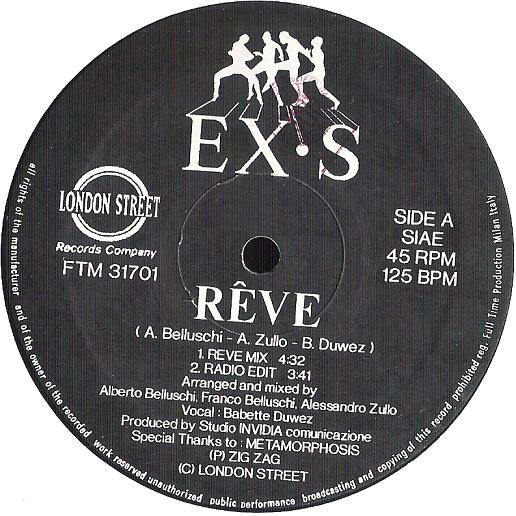 EX•S
LONDON STREET
Records Company
FTM 31701
SIDE A
SIAE
45 RPM
125 BPM
RÊVE
( A. Belluschi - A. Zullo - B. Duwez )
1. REVE MIX 4:32
2. RADIO EDIT 3:41
Arranged and mixed by
Alberto Belluschi, Franco Belluschi, Alessandro Zullo
Vocal : Babette Duwez
Produced by Studio INVIDIA comunicazione
Special Thanks to : METAMORPHOSIS
(P) ZIG ZAG
(C) LONDON STREET
all rights of the manufacturer and of the owner of the recorded work reserved unauthorized public performance broadcasting and copying of this record prohibited reg. Full Time Production Milan Italy